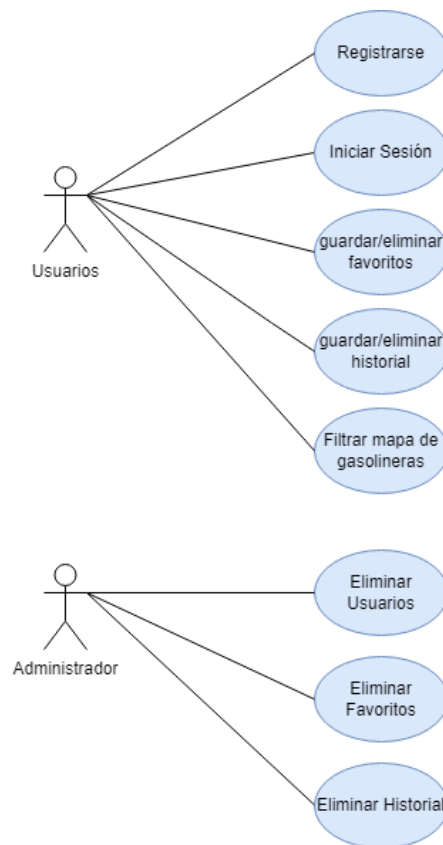 Registrarse
Iniciar Sesión
guardar/eliminar
favoritos
Usuarios
guardar/eliminar
historial
Filtrar mapa de
gasolineras
Eliminar
Usuarios
Administrador
Eliminar
Favoritos
Eliminar Historial